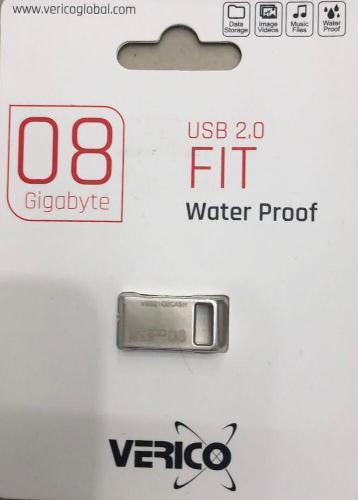 www.vericoglobal.com
Data Storage
Image Videos
Music Files
Water Proof
08
Gigabyte
USB 2.0
FIT
Water Proof
VERICO